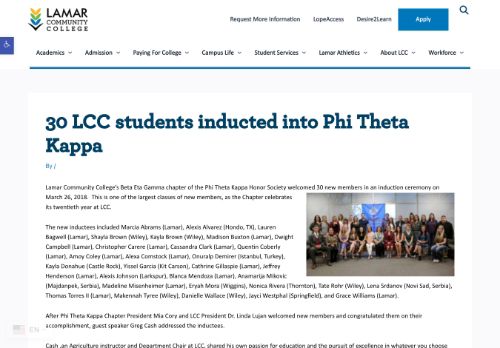 LAMAR
COMMUNITY
COLLEGE
Request More Information LopeAccess Desire2Learn Apply
Academics Admission Paying For College Campus Life Student Services Lamar Athletics About LCC Workforce
30 LCC students inducted into Phi Theta
Kappa
By /
Lamar Community College's Beta Eta Gamma chapter of the Phi Theta Kappa Honor Society welcomed 30 new members in an induction ceremony on
March 26, 2018. This is one of the largest classes of new members, as the Chapter celebrates
its twentieth year at LCC.
The new inductees included Marcia Abrams (Lamar), Alexis Alvarez (Hondo, TX), Lauren
Bagwell (Lamar), Shayla Brown (Wiley), Kayla Brown (Wiley), Madison Buxton (Lamar), Dwight
Campbell (Lamar), Christopher Carere (Lamar), Cassandra Clark (Lamar), Quentin Coberly
(Lamar), Amoy Coley (Lamar), Alexa Comstock (Lamar), Onuralp Demirer (Istanbul, Turkey),
Kayla Donahue (Castle Rock), Yissel Garcia (Kit Carson), Cathrine Gillaspie (Lamar), Jeffrey
Henderson (Lamar), Alexis Johnson (Larkspur), Blanca Mendoza (Lamar), Anamarija Mikovic
(Majdanpek, Serbia), Madeline Misenheimer (Lamar), Eryah Mora (Wiggins), Nonica Rivera (Thornton), Tate Rohr (Wiley), Lona Srdanov (Novi Sad, Serbia),
Thomas Torres II (Lamar), Makennah Tyree (Wiley), Danielle Wallace (Wiley), Jayci Westphal (Springfield), and Grace Williams (Lamar).
After Phi Theta Kappa Chapter President Mia Cory and LCC President Dr. Linda Lujan welcomed new members and congratulated them on their
accomplishment, guest speaker Greg Cash addressed the inductees.
EN
Cash ,an Agriculture instructor and Department Chair at LCC, shared his own passion for education and the pursuit of excellence in whatever you choose